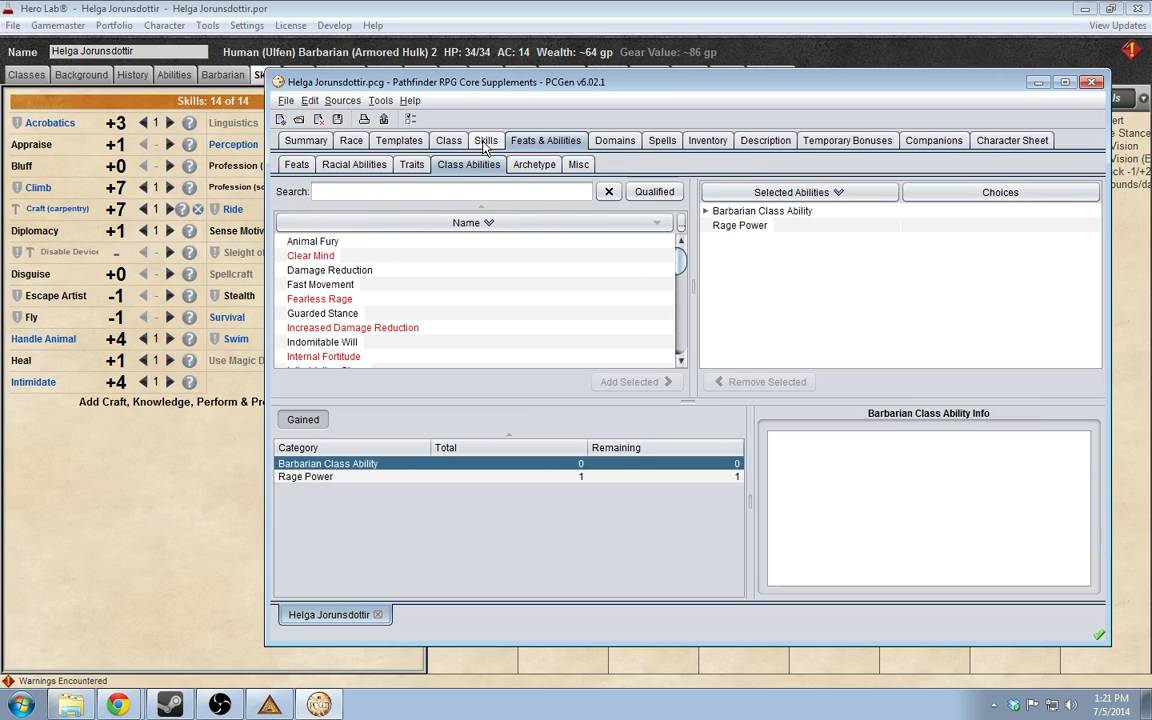 Hero Lab® - Helga Jorunsdottir - Helga Jorunsdottir.por
File Gamemaster Portfolio Character Tools Settings License Develop Help View Updates
Name Helga Jorunsdottir Human (Ulfen) Barbarian (Armored Hulk) 2 HP: 34/34 AC: 14 Wealth: ~64 gp Gear Value: ~86 gp
Classes Background History Abilities Barbarian
Skills: 14 of 14
Acrobatics +3 1 Linguistics
Appraise +1 Perception
Bluff +0 Profession
Climb +7 1 Profession
Craft (carpentry) +7 1 Ride
Diplomacy +1 Sense
Disable - Sleight
Disguise +0 Spellcraft
Escape Artist -1 Stealth
Fly -1 Survival
Handle Animal +4 1 Swim
Heal +1 Use Magic
Intimidate +4 1
Add Craft, Knowledge, Perform &
Helga Jorunsdottir.pcg - Pathfinder RPG Core Supplements - PCGen v6.02.1
File Edit Sources Tools Help
Summary Race Templates Class Skills Feats & Abilities Domains Spells Inventory Description Temporary Bonuses Companions Character Sheet
Feats Racial Abilities Traits Class Abilities Archetype Misc
Search: Qualified
Name
Animal Fury
Clear Mind
Damage Reduction
Fast Movement
Fearless Rage
Guarded Stance
Increased Damage Reduction
Indomitable Will
Internal Fortitude
Add Selected
Selected Abilities Choices
Barbarian Class Ability
Rage Power
Remove Selected
Gained
Category Total Remaining
Barbarian Class Ability 0 0
Rage Power 1 1
Barbarian Class Ability Info
Helga Jorunsdottir
Warnings Encountered
1:21 PM
7/5/2014